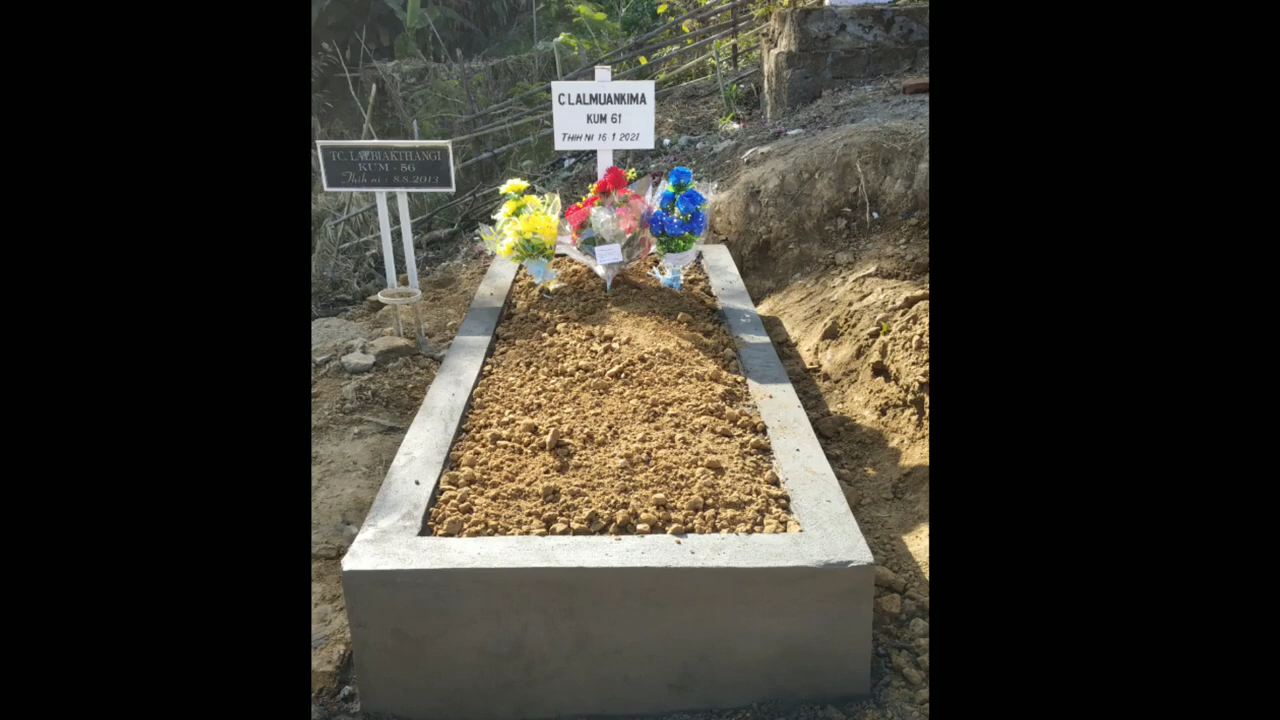 TC. LALBIAKTHANGI
KUM - 56
Thih ni : 8.8.2013
C LALMUANKIMA
KUM 61
THIH NI 16 1 2021